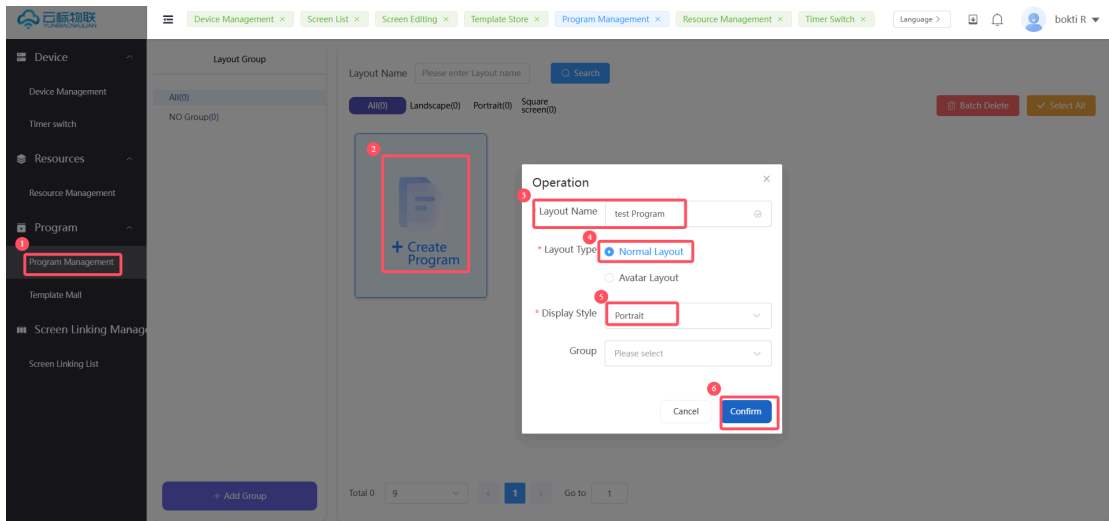 云标物联
YUNBIAOWULIAN
Device Management ×
Screen List ×
Screen Editing ×
Template Store ×
Program Management ×
Resource Management ×
Timer Switch ×
Language >
bokti R
Device
Device Management
Timer switch
Resources
Resource Management
Program
1
Program Management
Template Mall
Screen Linking Manag
Screen Linking List
Layout Group
All(0)
NO Group(0)
+ Add Group
Layout Name
Please enter Layout name
Search
All(0)
Landscape(0)
Portrait(0)
Square
screen(0)
Batch Delete
Select All
2
+ Create
Program
Operation
×
3
Layout Name
test Program
4
* Layout Type
Normal Layout
Avatar Layout
5
* Display Style
Portrait
Group
Please select
6
Cancel
Confirm
Total 0
9
<
1
>
Go to
1